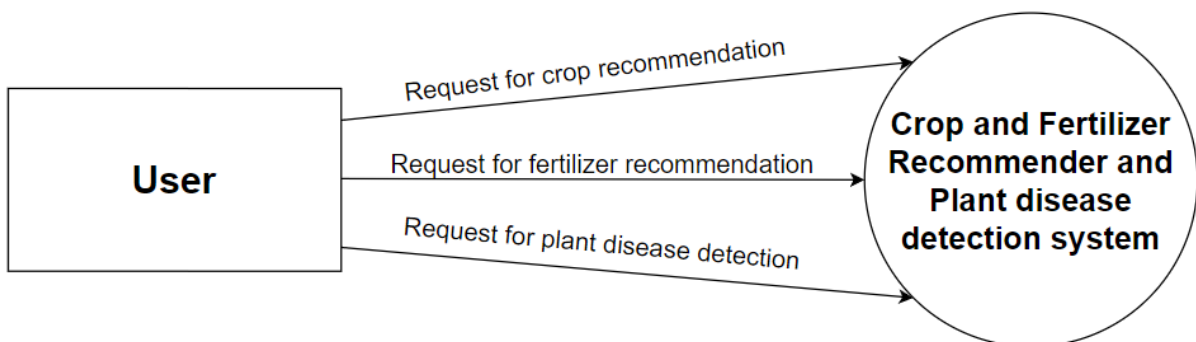 User
Request for crop recommendation
Request for fertilizer recommendation
Request for plant disease detection
Crop and Fertilizer
Recommender and
Plant disease
detection system